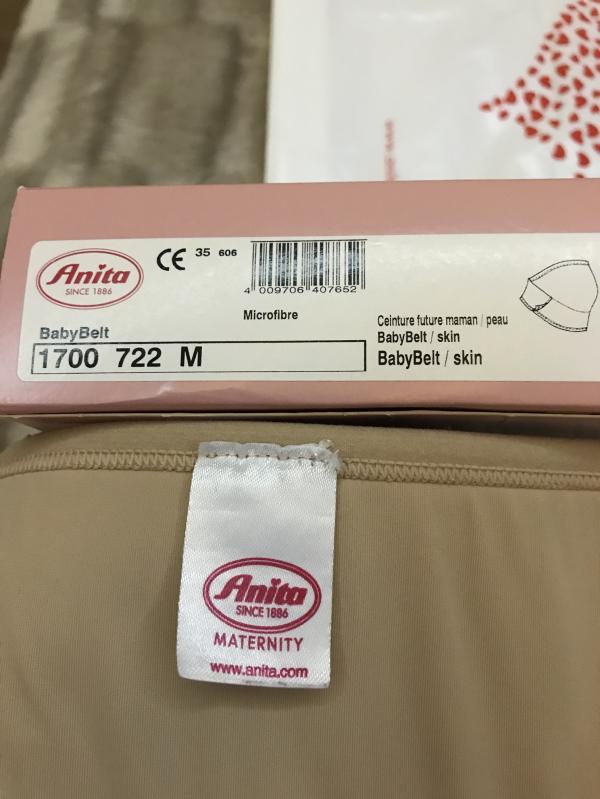 Anita
SINCE 1886
CE 35 606
4 009706 407652
Microfibre
BabyBelt
1700 722 M
Ceinture future maman / peau
BabyBelt / skin
BabyBelt / skin
Anita
SINCE 1886
MATERNITY
www.anita.com